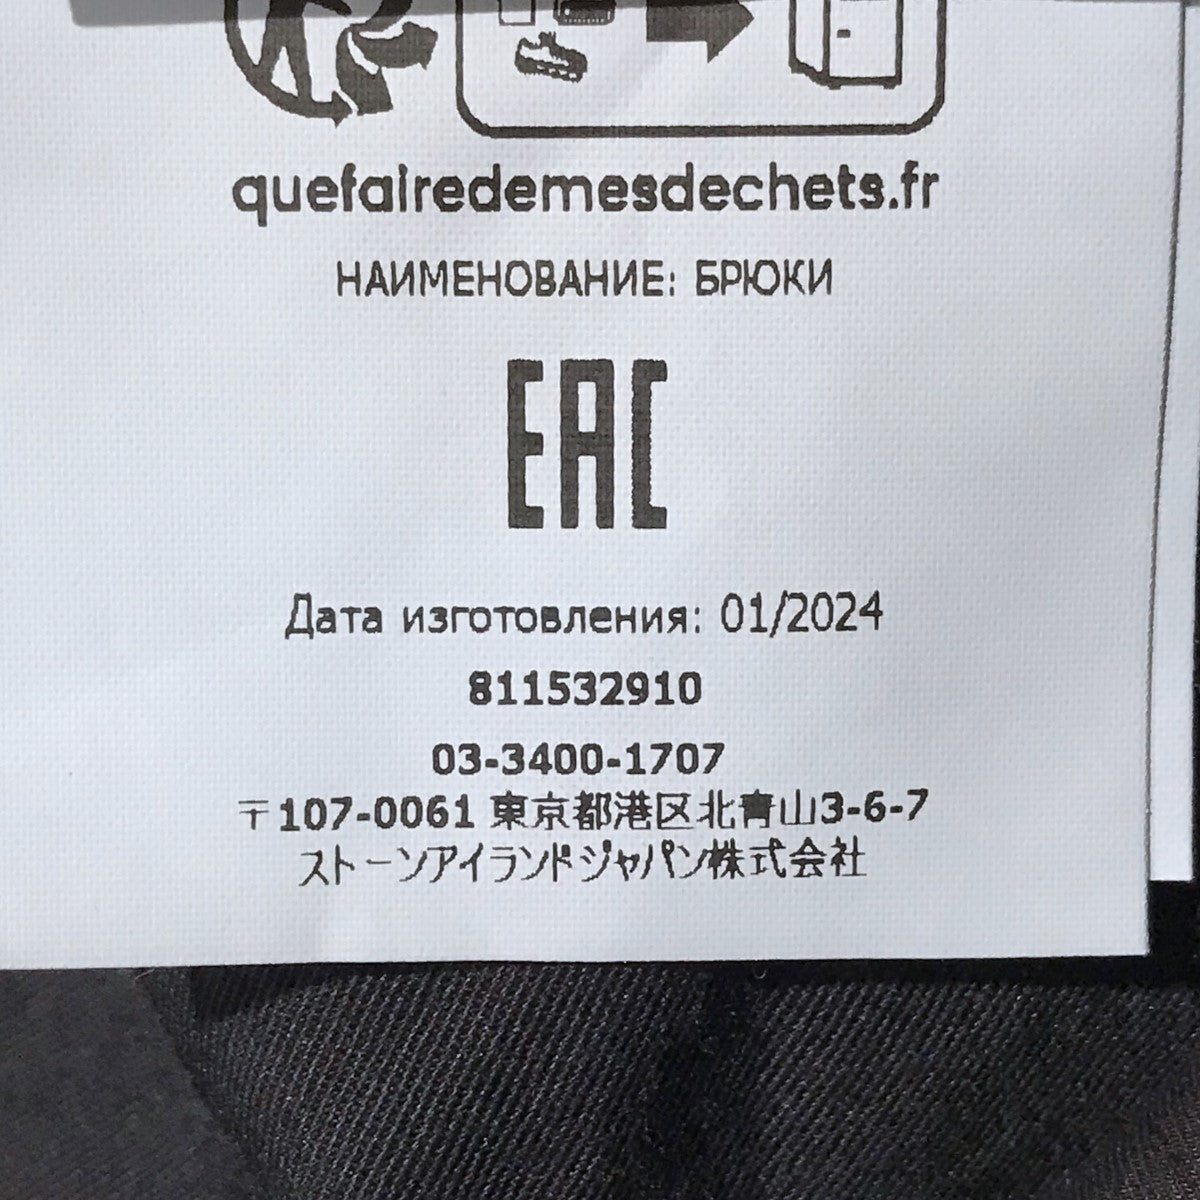 quefairedemesdechets.fr
НАИМЕНОВАНИЕ: БРЮКИ
EAC
Дата изготовления: 01/2024
811532910
03-3400-1707
〒107-0061 東京都港区北青山3-6-7
ストーンアイランドジャパン株式会社